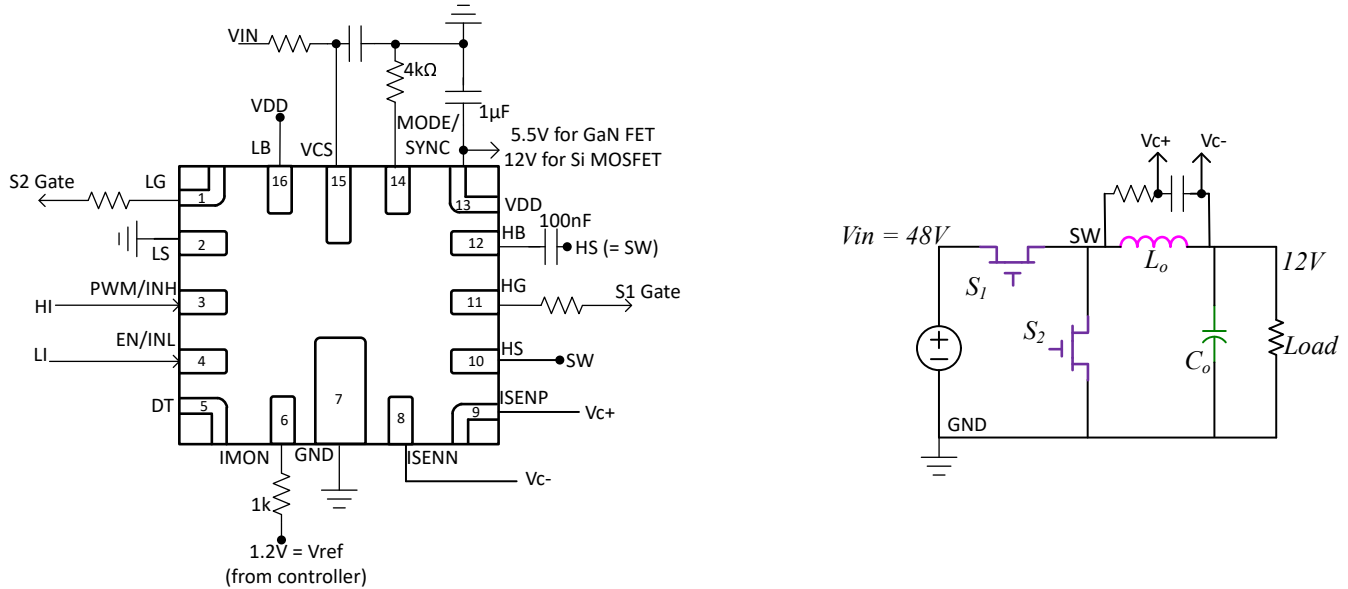 VIN
4kΩ
1µF
VDD
MODE/
SYNC
5.5V for GaN FET
12V for Si MOSFET
LB
VCS
S2 Gate
LG
1
16
15
14
13
VDD
100nF
2
LS
HB
12
HS (= SW)
PWM/INH
HI
3
HG
11
S1 Gate
EN/INL
LI
4
HS
10
SW
DT
5
6
7
8
9
ISENP
Vc+
IMON
GND
ISENN
Vc-
1k
1.2V = Vref
(from controller)
Vc+
Vc-
Vin = 48V
SW
12V
S1
Lo
S2
Co
Load
GND